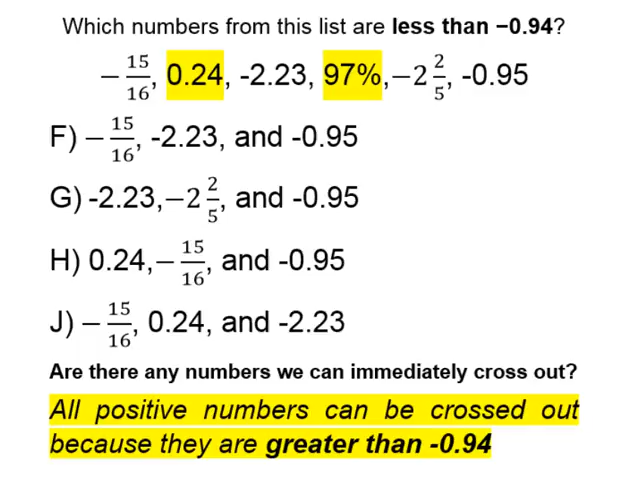 Which numbers from this list are less than −0.94?
−15/16, 0.24, -2.23, 97%,−2 2/5, -0.95
F) −15/16, -2.23, and -0.95
G) -2.23,−2 2/5, and -0.95
H) 0.24,−15/16, and -0.95
J) −15/16, 0.24, and -2.23
Are there any numbers we can immediately cross out?
All positive numbers can be crossed out
because they are greater than -0.94